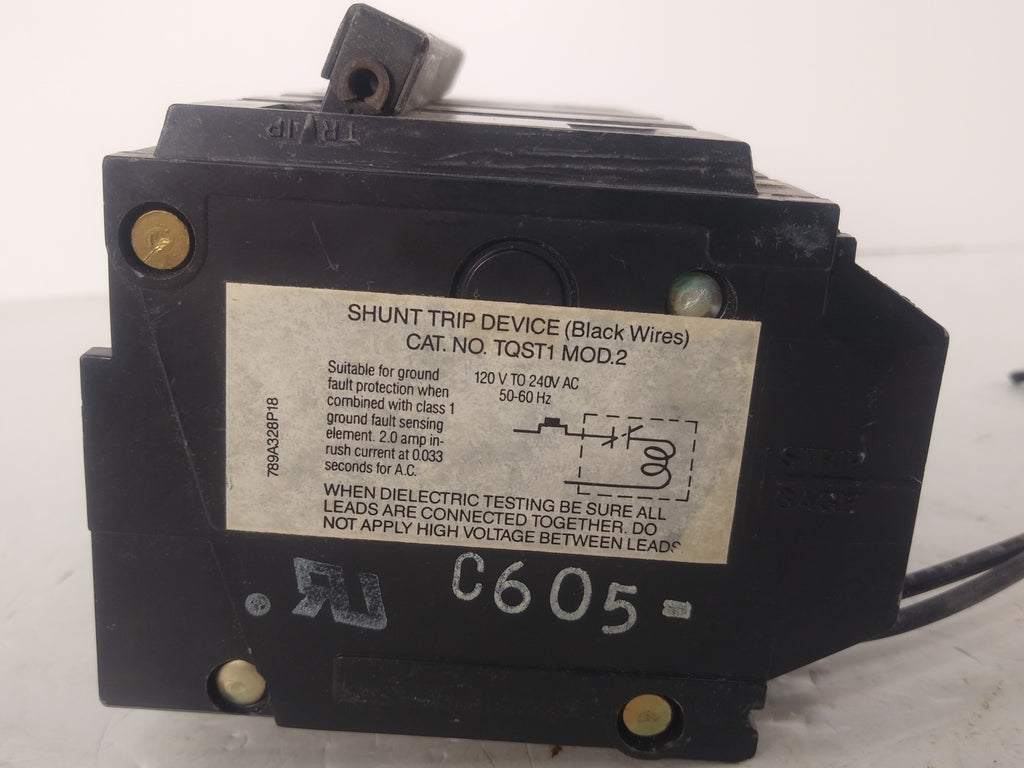 TRIP
SHUNT TRIP DEVICE (Black Wires)
CAT. NO. TQST1 MOD.2
Suitable for ground
fault protection when
combined with class 1
ground fault sensing
element. 2.0 amp in-
rush current at 0.033
seconds for A.C.
120 V TO 240V AC
50-60 Hz
789A328P18
WHEN DIELECTRIC TESTING BE SURE ALL
LEADS ARE CONNECTED TOGETHER. DO
NOT APPLY HIGH VOLTAGE BETWEEN LEADS
STRIP
GAGE
C605-